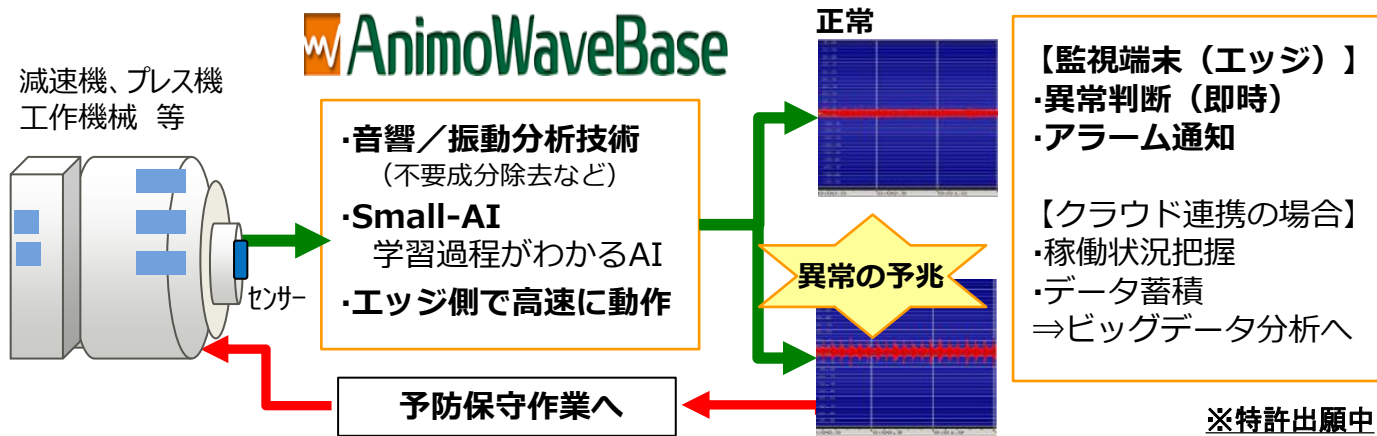 AnimoWaveBase
減速機、プレス機
工作機械 等
センサー
・音響／振動分析技術
（不要成分除去など）
・Small-AI
学習過程がわかるAI
・エッジ側で高速に動作
正常
異常の予兆
予防保守作業へ
【監視端末（エッジ）】
・異常判断（即時）
・アラーム通知
【クラウド連携の場合】
・稼働状況把握
・データ蓄積
⇒ビッグデータ分析へ
※特許出願中